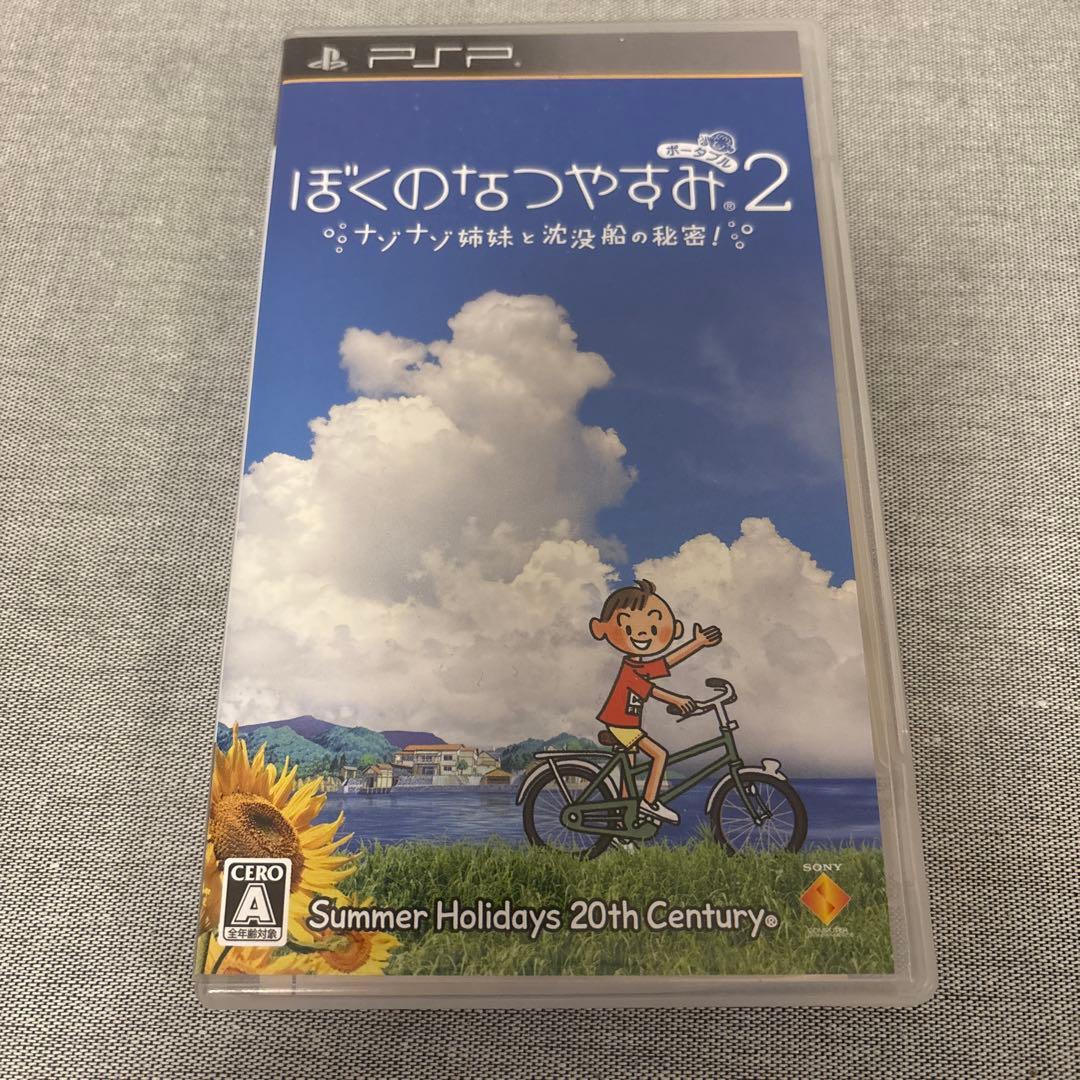 PSP
ポータブル
ぼくのなつやすみ®2
ナゾナゾ姉妹と沈没船の秘密!
CERO
A
全年齢対象
Summer Holidays 20th Century®
SONY
COMPUTER